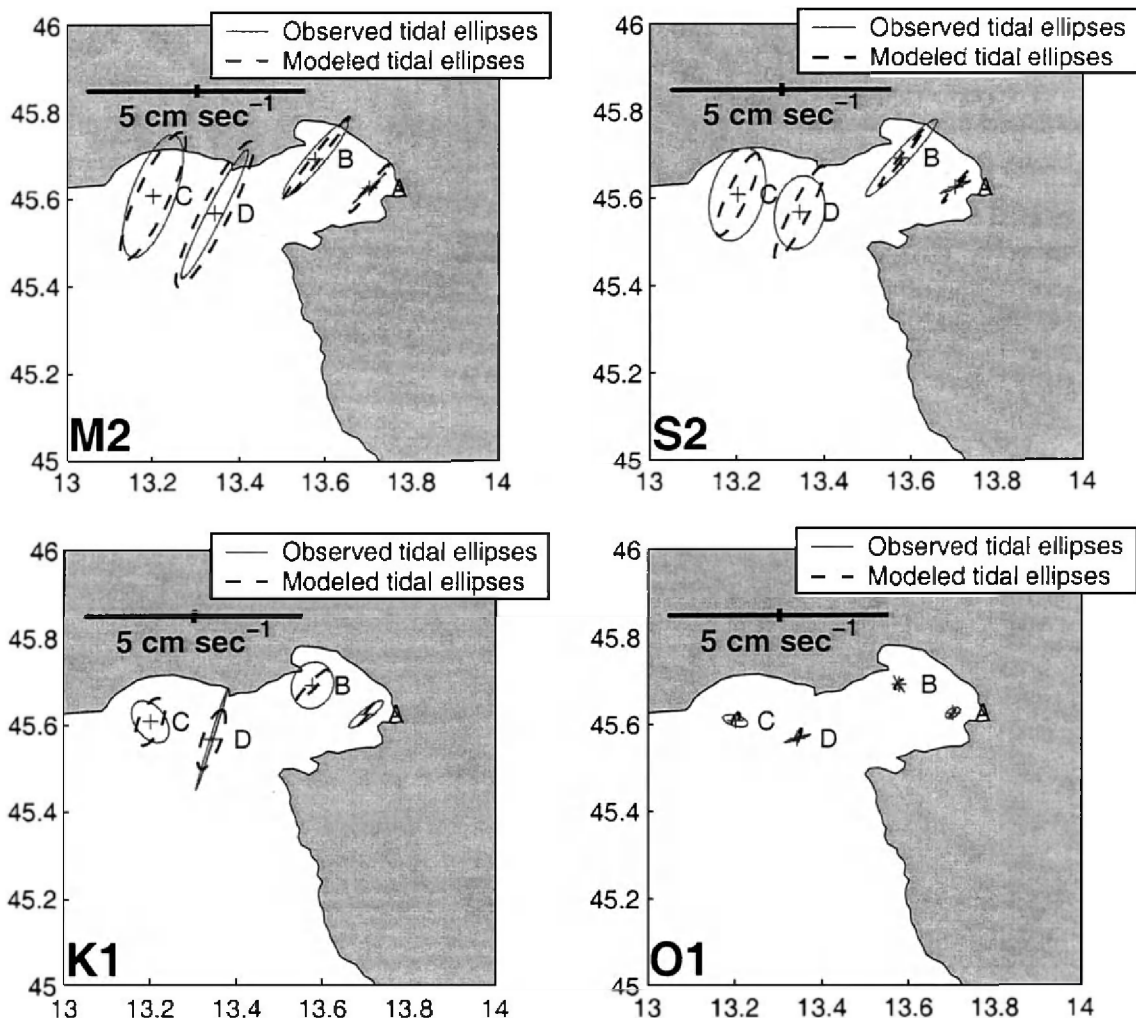 Observed tidal ellipses
Modeled tidal ellipses
5 cm sec⁻¹
46
45.8
45.6
45.4
45.2
45
13
13.2
13.4
13.6
13.8
14
A
B
C
D
M2
Observed tidal ellipses
Modeled tidal ellipses
5 cm sec⁻¹
46
45.8
45.6
45.4
45.2
45
13
13.2
13.4
13.6
13.8
14
A
B
C
D
S2
Observed tidal ellipses
Modeled tidal ellipses
5 cm sec⁻¹
46
45.8
45.6
45.4
45.2
45
13
13.2
13.4
13.6
13.8
14
A
B
C
D
K1
Observed tidal ellipses
Modeled tidal ellipses
5 cm sec⁻¹
46
45.8
45.6
45.4
45.2
45
13
13.2
13.4
13.6
13.8
14
A
B
C
D
O1